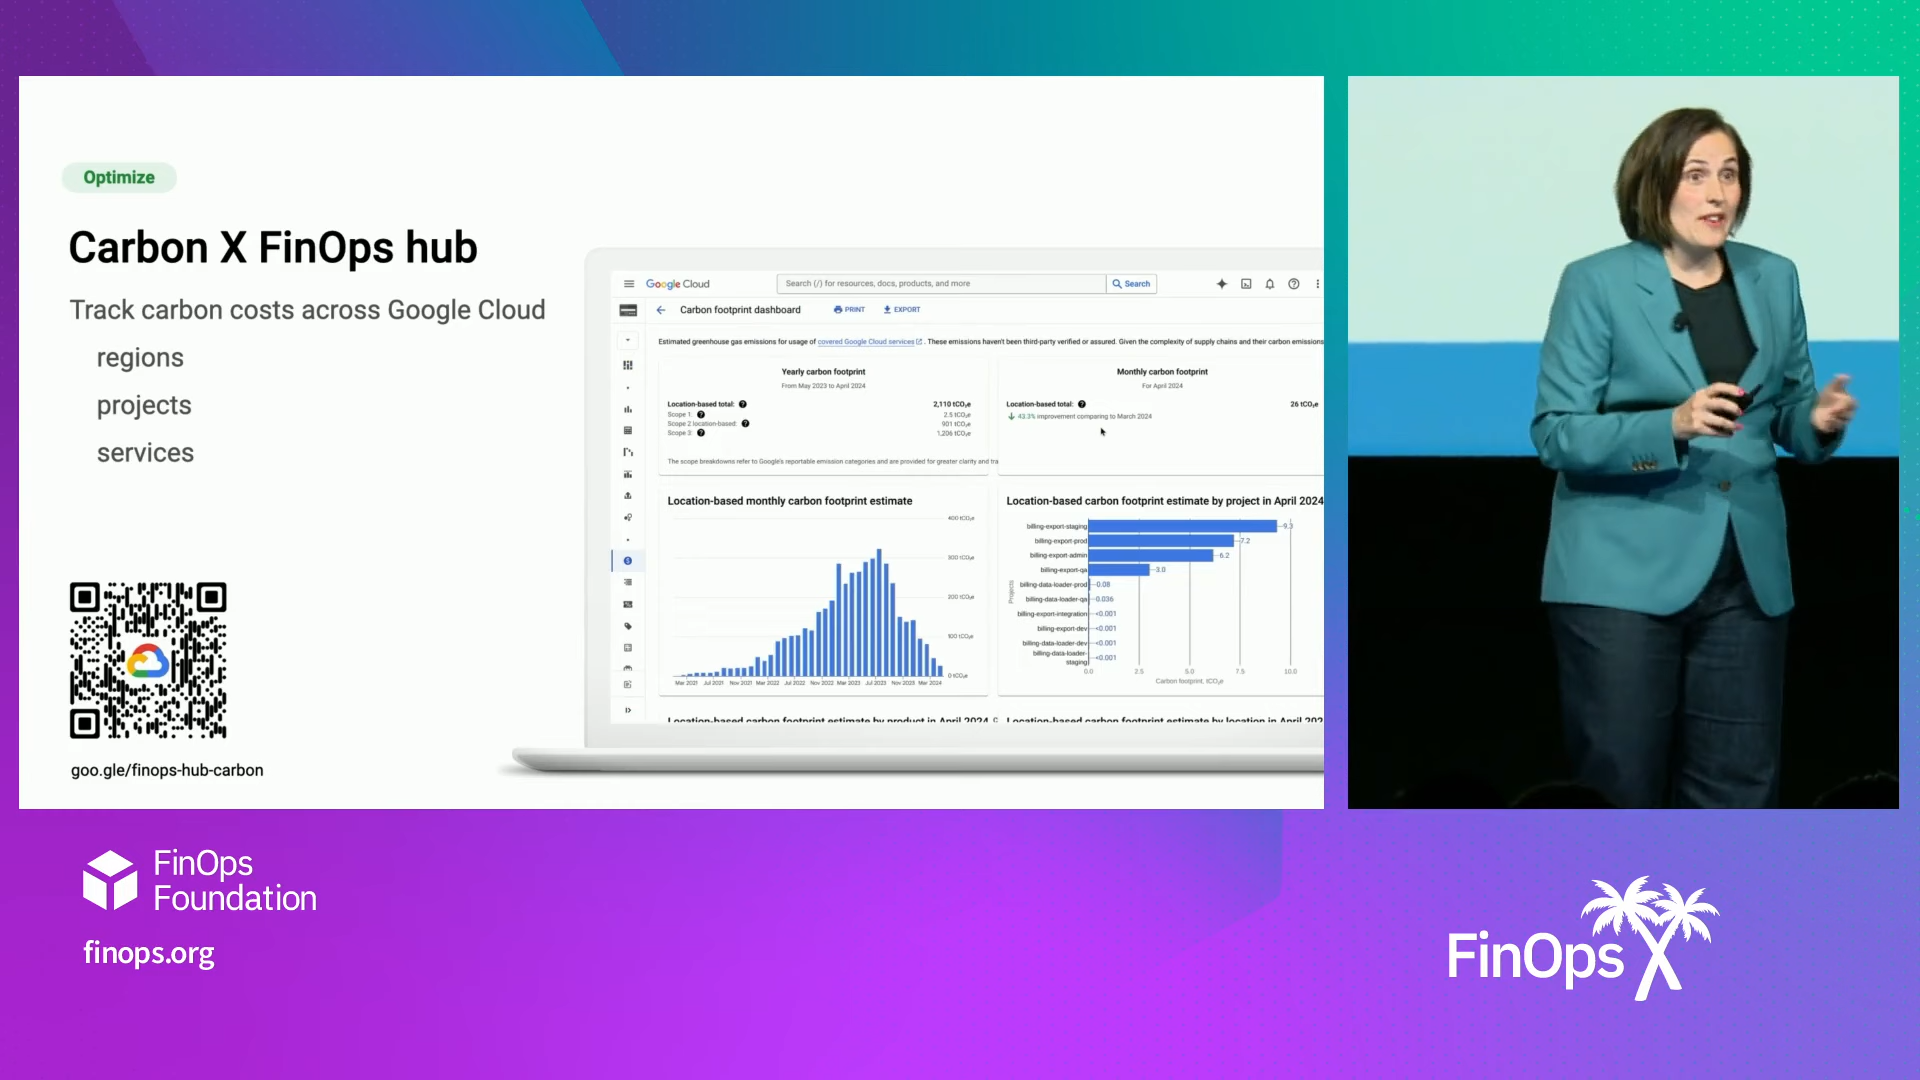 Optimize
Carbon X FinOps hub
Track carbon costs across Google Cloud
regions
projects
services
goo.gle/finops-hub-carbon
Google Cloud
Search (/) for resources, docs, products, and more
Search
Carbon footprint dashboard
PRINT
EXPORT
Estimated greenhouse gas emissions for usage of covered Google Cloud services. These emissions haven't been third-party verified or assured. Given the complexity of supply chains and their carbon emissions
Yearly carbon footprint
From May 2023 to April 2024
Location-based total: 2,110 tCO₂e
Scope 1: 2.5 tCO₂e
Scope 2 location-based: 901 tCO₂e
Scope 3: 1,206 tCO₂e
The scope breakdowns refer to Google's reportable emission categories and are provided for greater clarity and tra
Monthly carbon footprint
For April 2024
Location-based total: 26 tCO₂e
43.3% improvement comparing to March 2024
Location-based monthly carbon footprint estimate
400 tCO₂e
300 tCO₂e
200 tCO₂e
100 tCO₂e
0 tCO₂e
Mar 2021 Jul 2021 Nov 2021 Mar 2022 Jul 2022 Nov 2022 Mar 2023 Jul 2023 Nov 2023 Mar 2024
Location-based carbon footprint estimate by project in April 2024
Projects
billing-export-staging 9.3
billing-export-prod 7.2
billing-export-admin 6.2
billing-export-qa 3.0
billing-data-loader-prod 0.08
billing-data-loader-qa 0.036
billing-export-integration <0.001
billing-export-dev <0.001
billing-data-loader-dev <0.001
billing-data-loader-
staging <0.001
0.0 2.5 5.0 7.5 10.0
Carbon footprint, tCO₂e
Location-based carbon footprint estimate by product in April 2024
Location-based carbon footprint estimate by location in April 202
FinOps
Foundation
finops.org
FinOps X